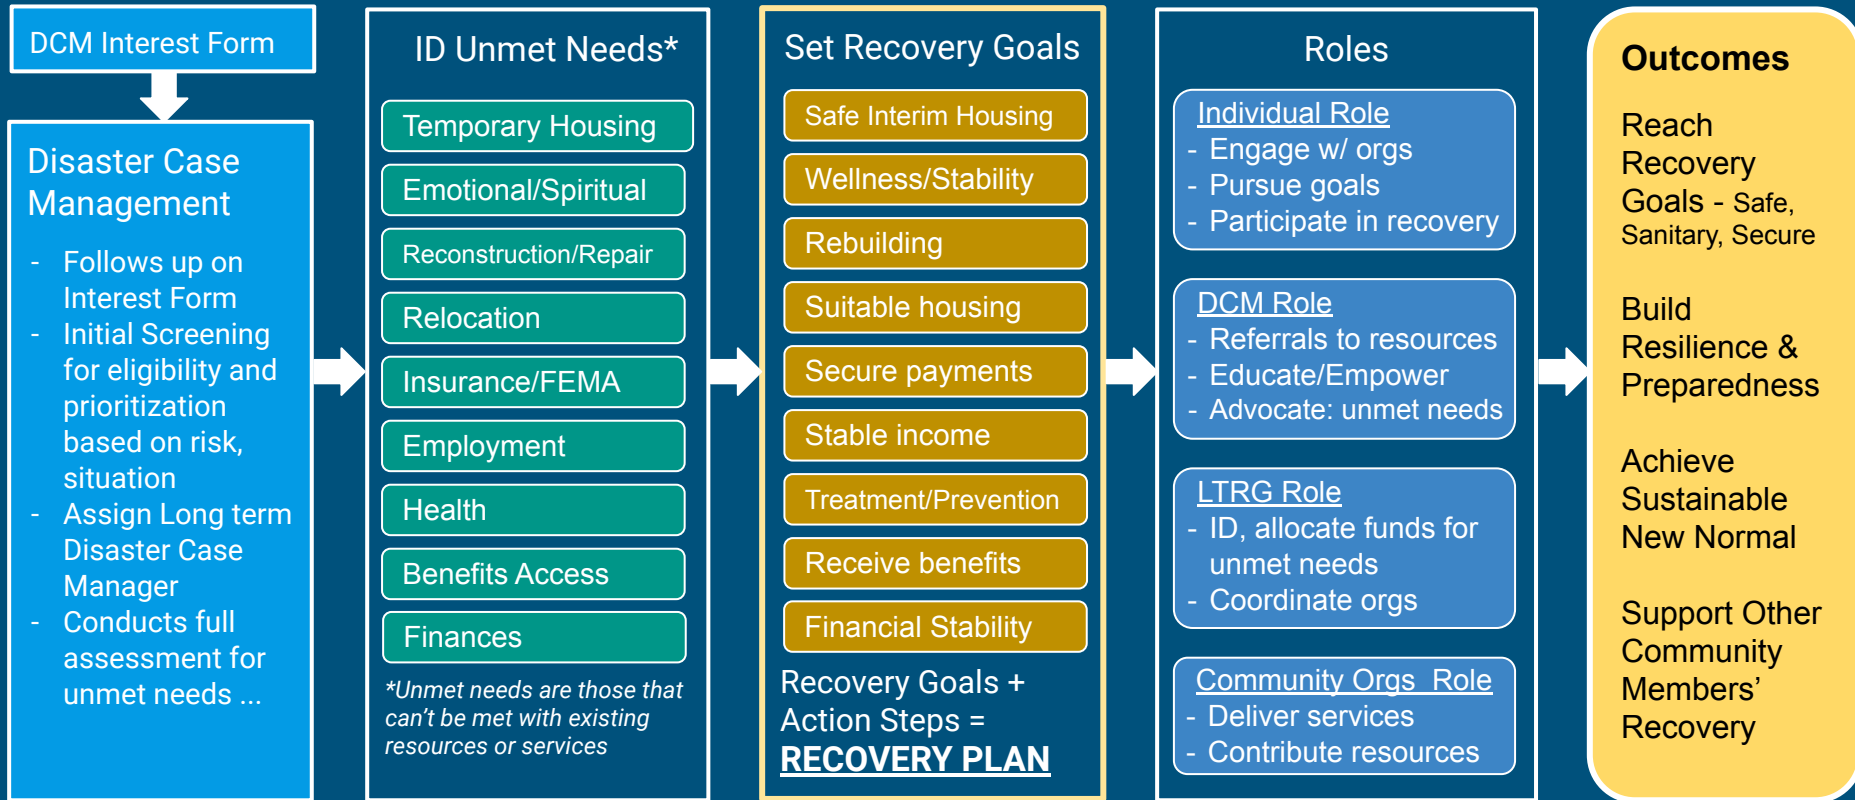 DCM Interest Form
Disaster Case
Management
- Follows up on
Interest Form
- Initial Screening
for eligibility and
prioritization
based on risk,
situation
- Assign Long term
Disaster Case
Manager
- Conducts full
assessment for
unmet needs ...
ID Unmet Needs*
Temporary Housing
Emotional/Spiritual
Reconstruction/Repair
Relocation
Insurance/FEMA
Employment
Health
Benefits Access
Finances
*Unmet needs are those that
can't be met with existing
resources or services
Set Recovery Goals
Safe Interim Housing
Wellness/Stability
Rebuilding
Suitable housing
Secure payments
Stable income
Treatment/Prevention
Receive benefits
Financial Stability
Recovery Goals +
Action Steps =
RECOVERY PLAN
Roles
Individual Role
- Engage w/ orgs
- Pursue goals
- Participate in recovery
DCM Role
- Referrals to resources
- Educate/Empower
- Advocate: unmet needs
LTRG Role
- ID, allocate funds for
unmet needs
- Coordinate orgs
Community Orgs  Role
- Deliver services
- Contribute resources
Outcomes
Reach
Recovery
Goals - Safe,
Sanitary, Secure
Build
Resilience &
Preparedness
Achieve
Sustainable
New Normal
Support Other
Community
Members’
Recovery